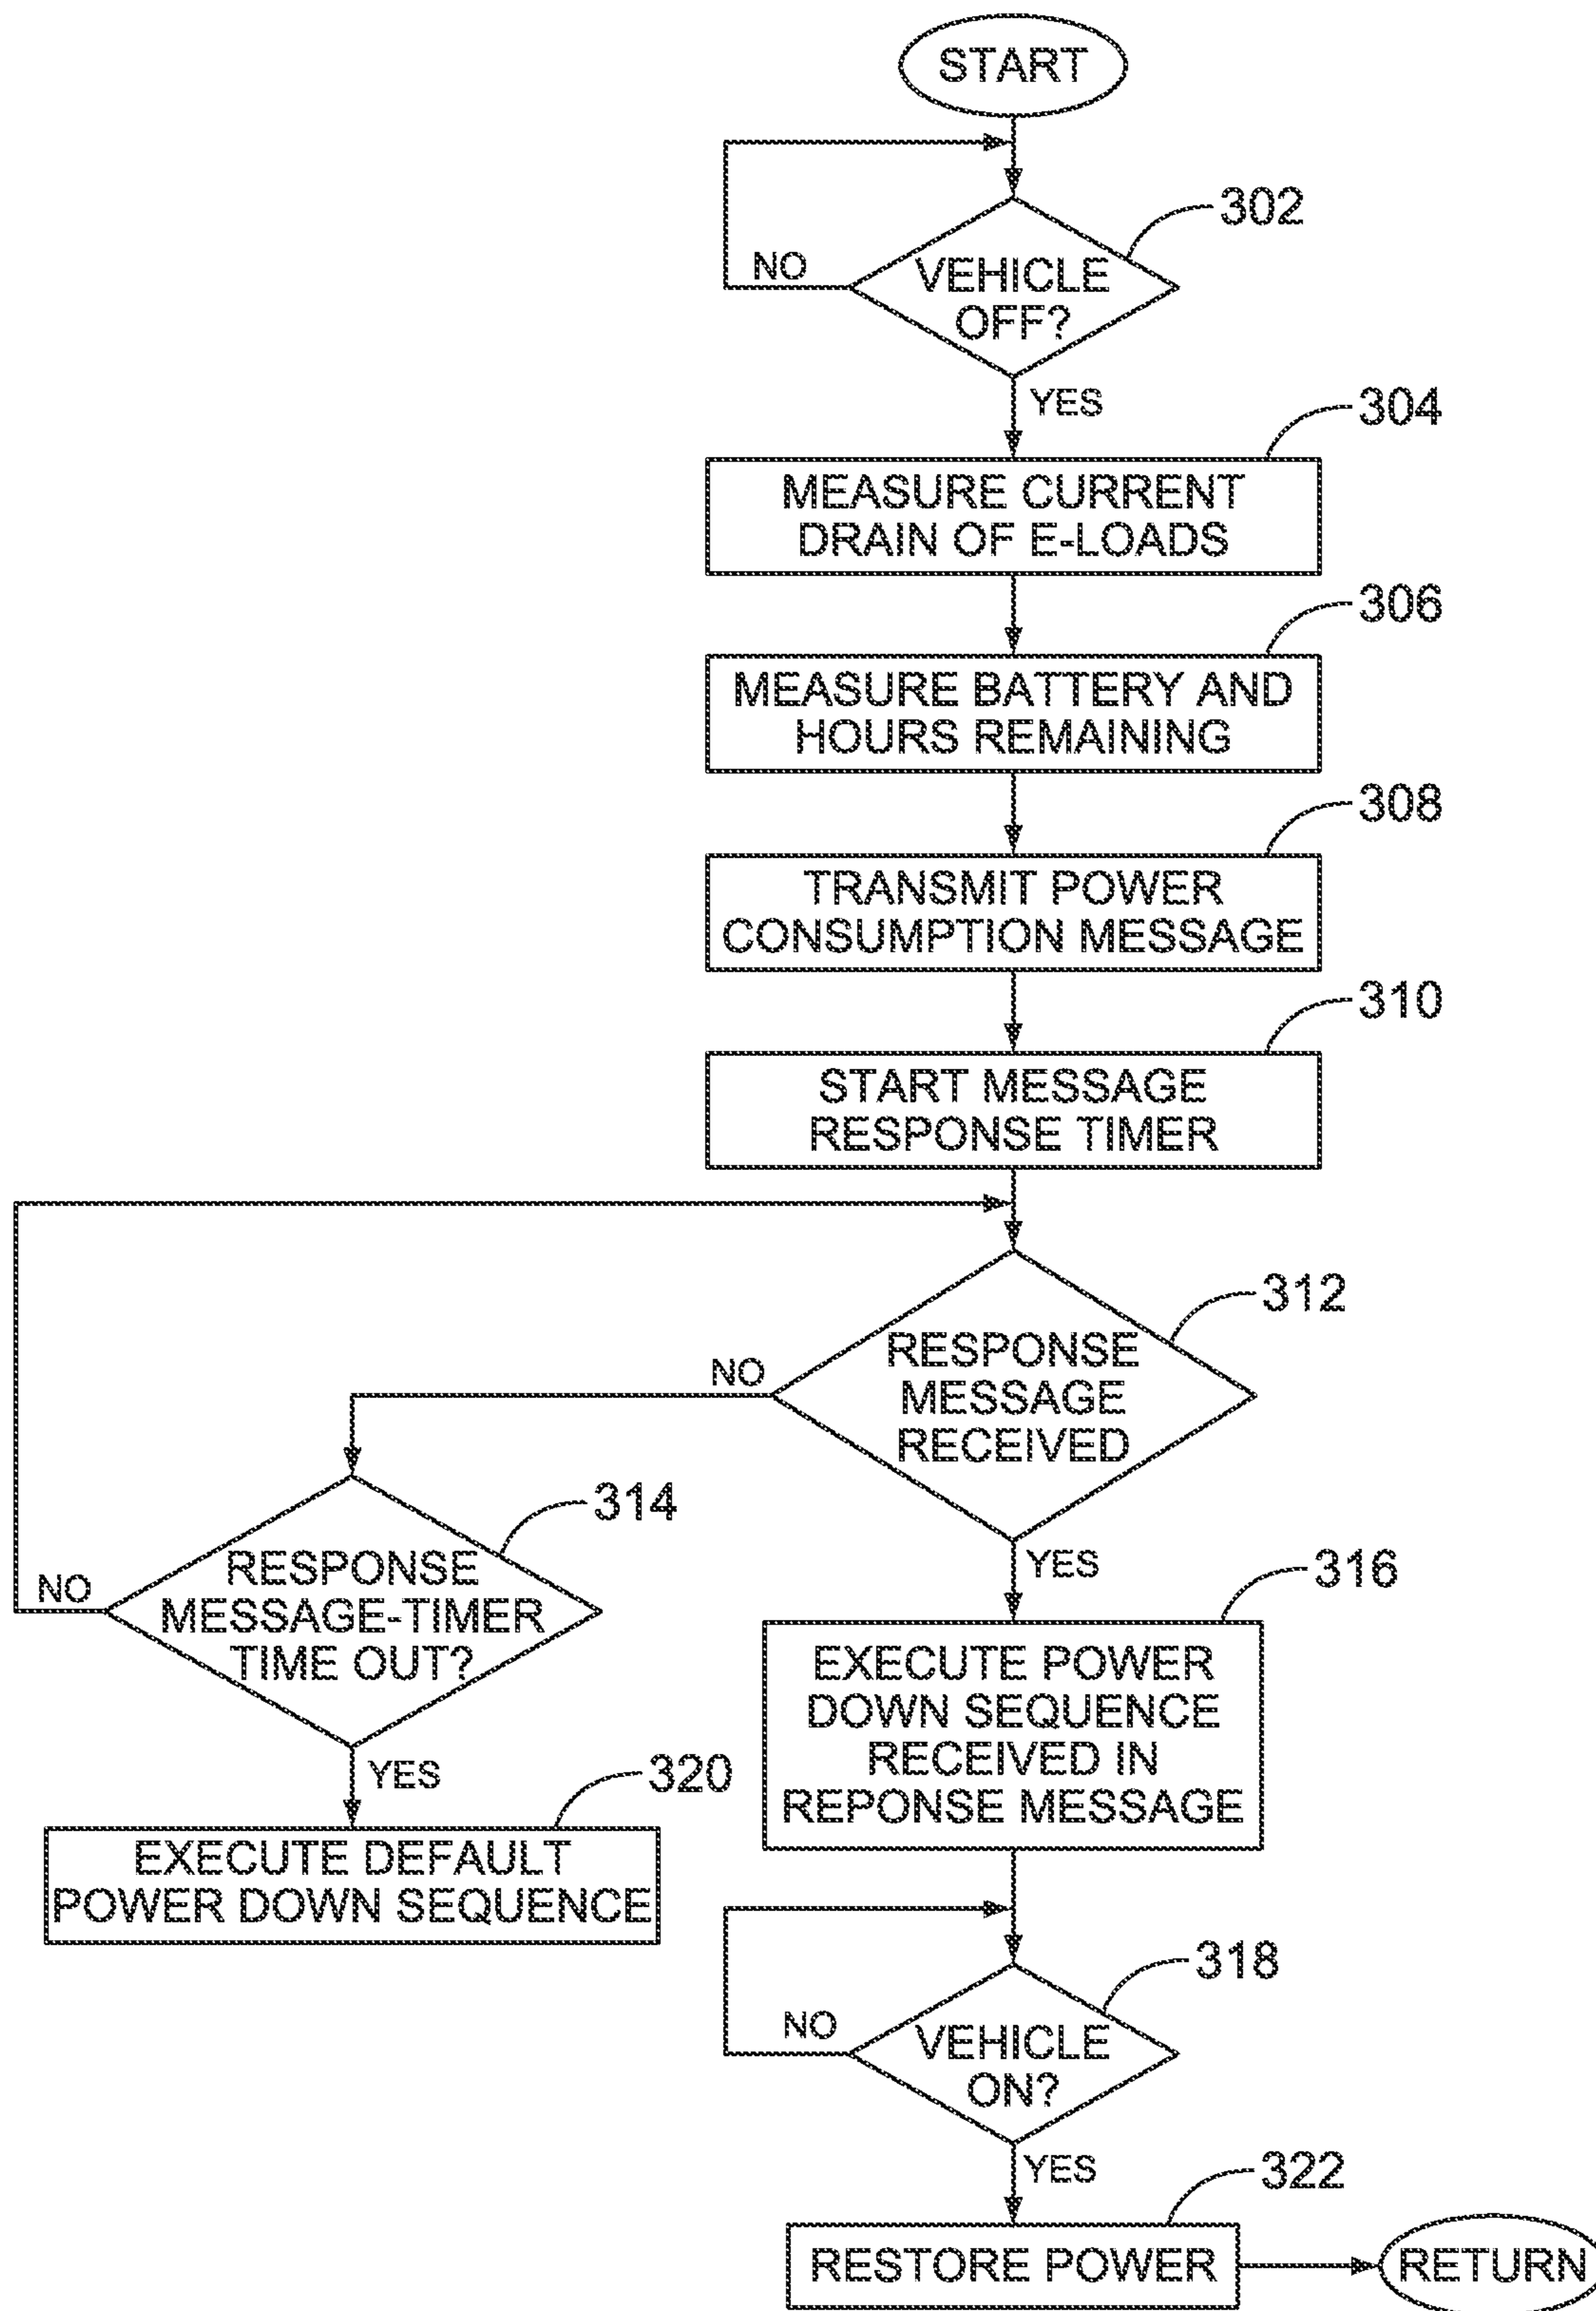 START
302
NO
VEHICLE
OFF?
YES
304
MEASURE CURRENT
DRAIN OF E-LOADS
306
MEASURE BATTERY AND
HOURS REMAINING
308
TRANSMIT POWER
CONSUMPTION MESSAGE
310
START MESSAGE
RESPONSE TIMER
312
NO
RESPONSE
MESSAGE
RECEIVED
314
NO
RESPONSE
MESSAGE-TIMER
TIME OUT?
YES
320
EXECUTE DEFAULT
POWER DOWN SEQUENCE
YES
316
EXECUTE POWER
DOWN SEQUENCE
RECEIVED IN
REPONSE MESSAGE
318
NO
VEHICLE
ON?
YES
322
RESTORE POWER
RETURN